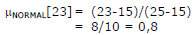 μNORMAL[23] = (23-15)/(25-15)
= 8/10 = 0,8